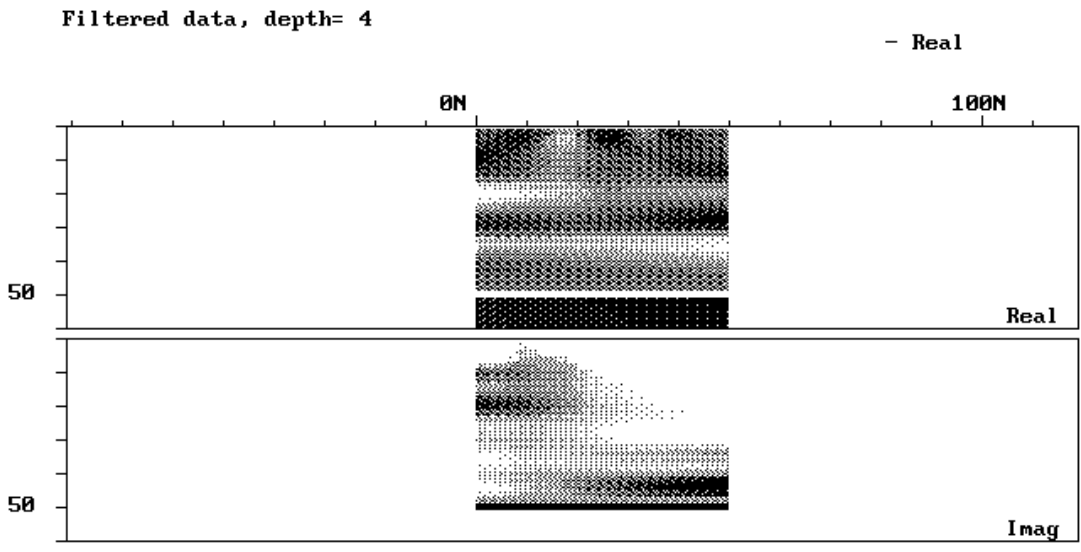 Filtered data, depth= 4
– Real
0N 100N
50
Real
50
Imag